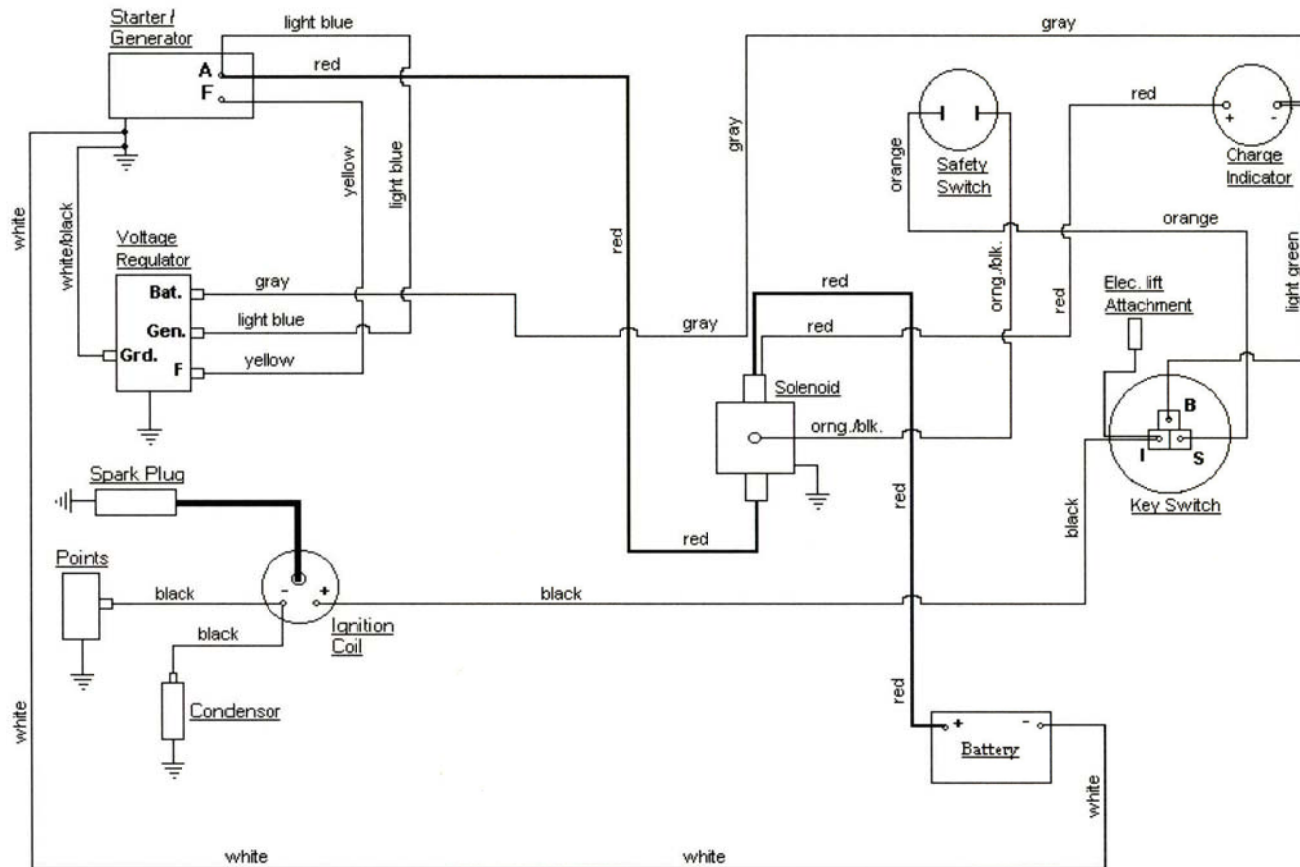 Starter/
Generator
A
F
light blue
red
gray
white
white/black
yellow
light blue
red
gray
orange
Safety
Switch
orng./blk.
red
+ -
Charge
Indicator
orange
light green
Voltage
Regulator
Bat.
Gen.
Grd.
F
gray
light blue
yellow
gray
red
red
red
Elec. lift
Attachment
Solenoid
orng./blk.
B
I
S
Key Switch
Spark Plug
red
red
black
Points
black
- +
black
Ignition
Coil
black
Condensor
white
red
+ -
Battery
white
white
white